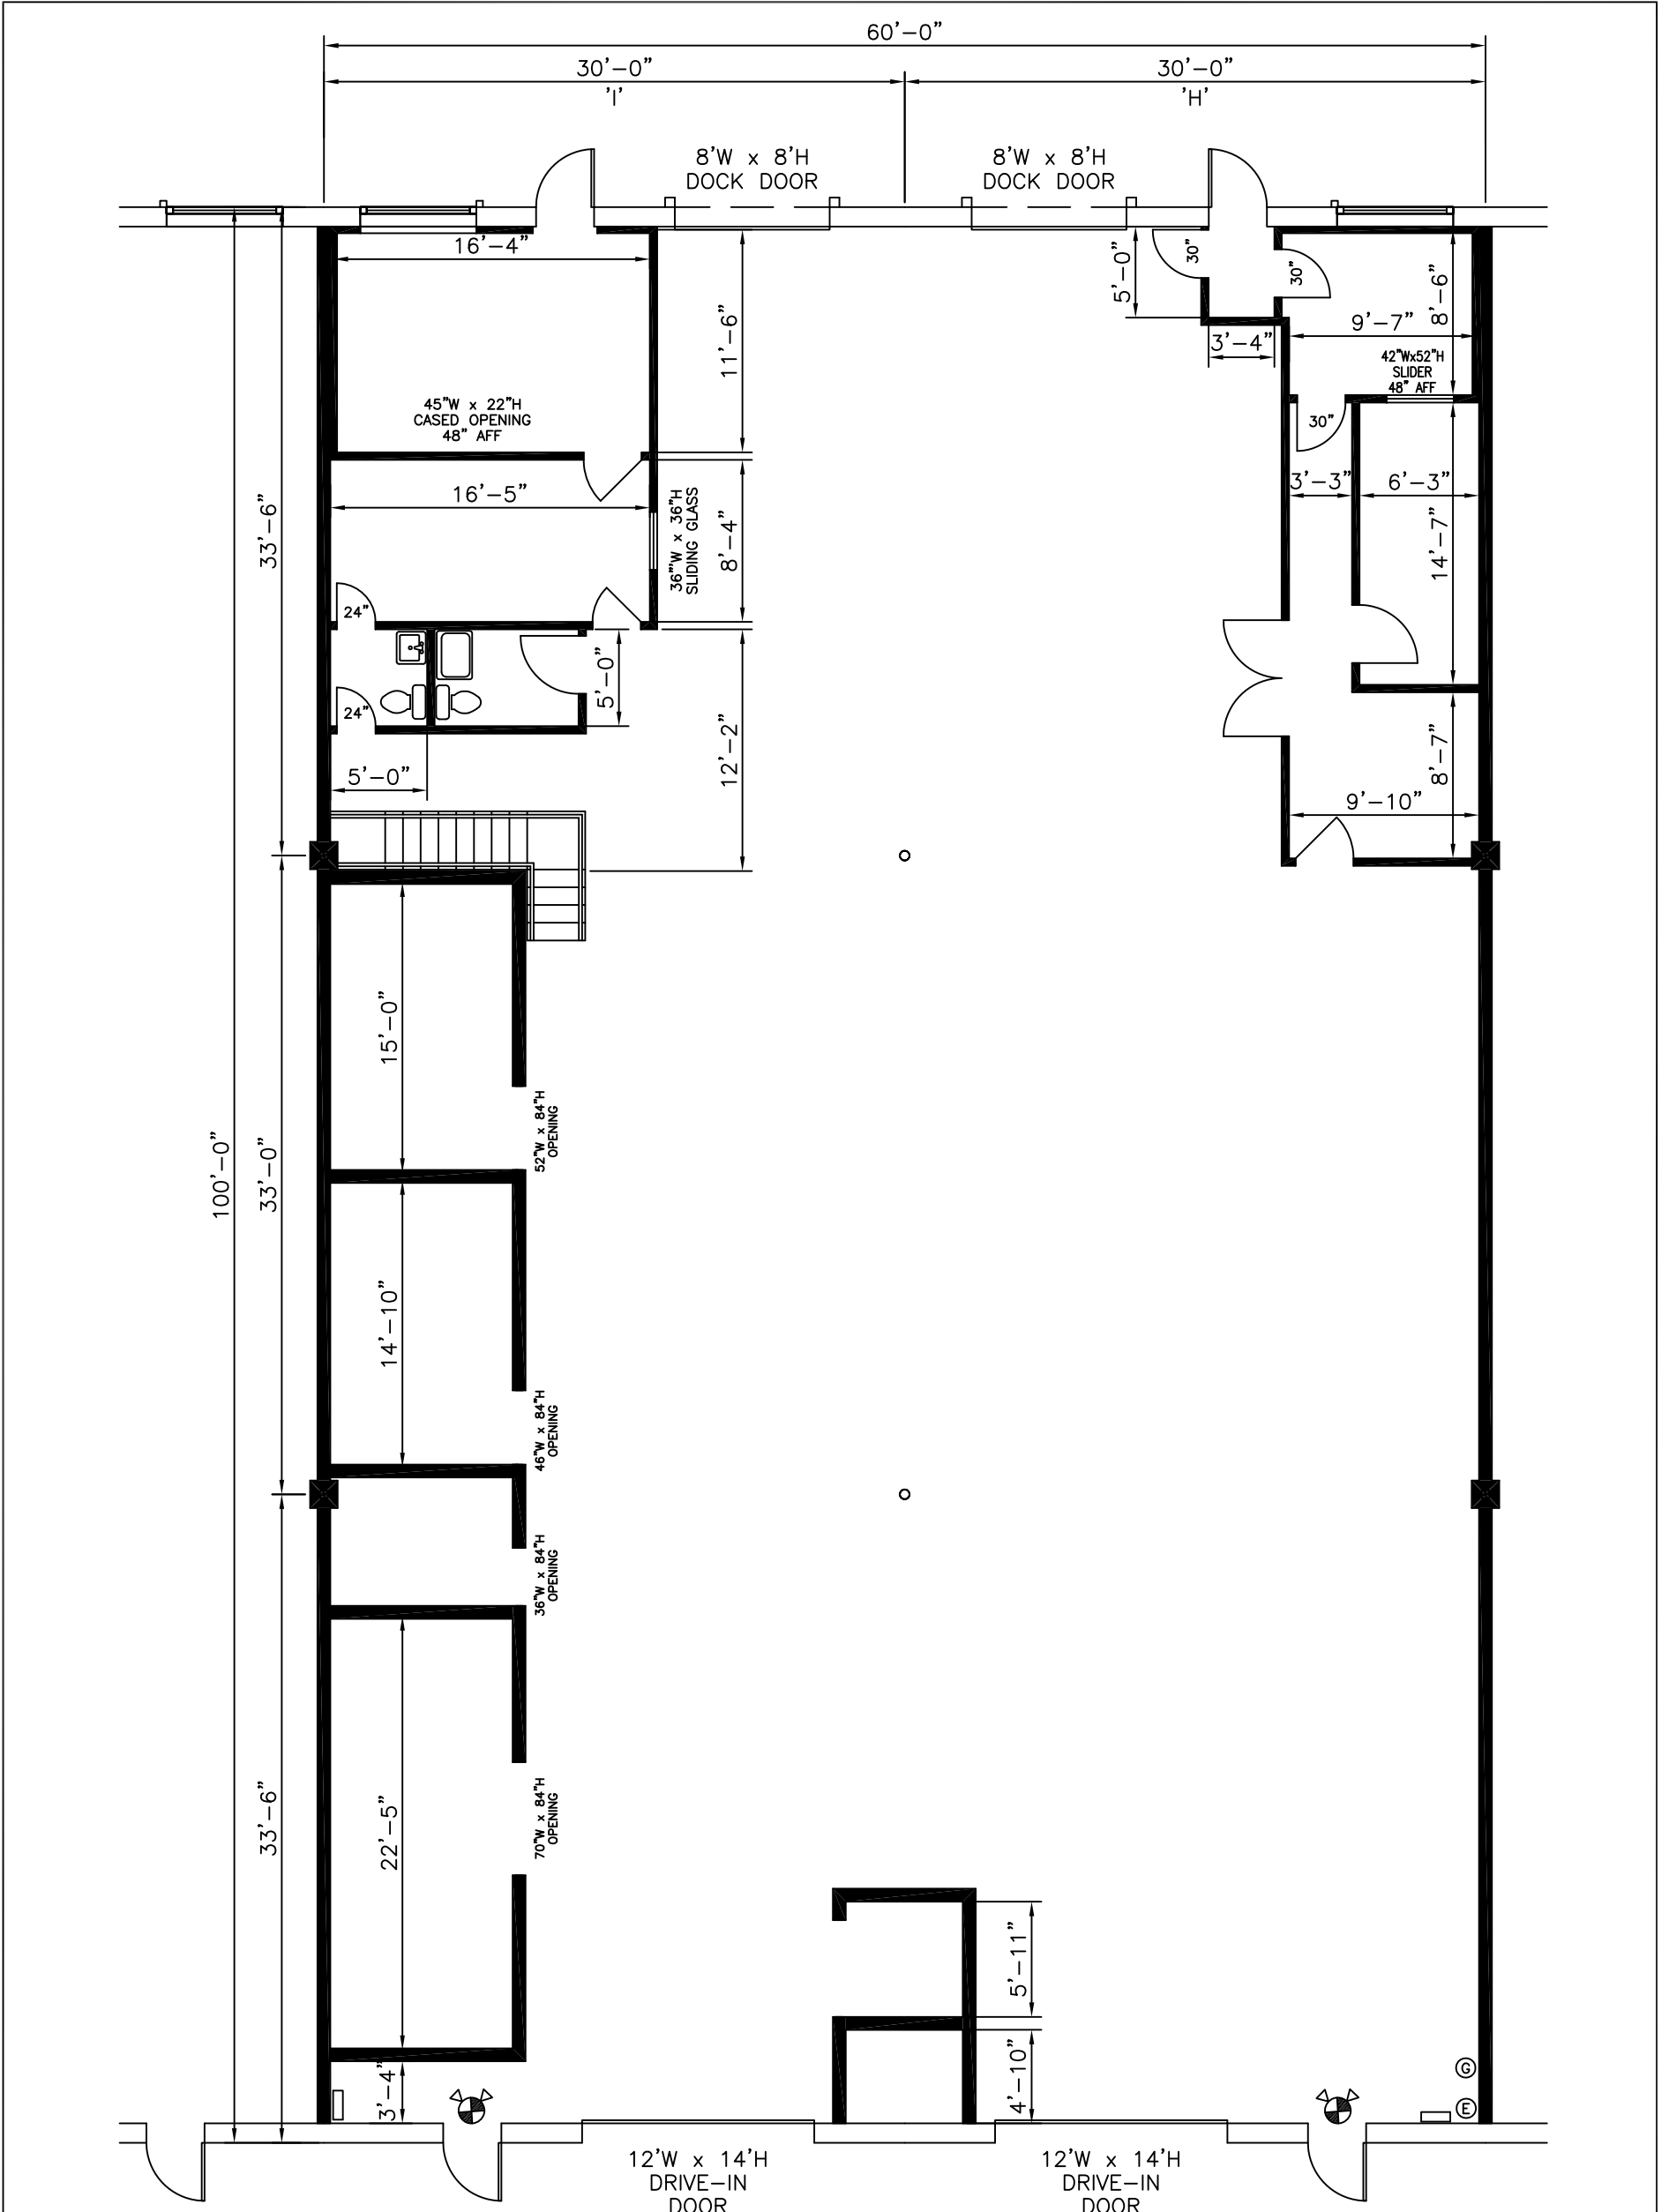 60'-0"
30'-0"
30'-0"
'I'
'H'
8'W x 8'H
DOCK DOOR
8'W x 8'H
DOCK DOOR
16'-4"
11'-6"
5'-0"
30"
30"
8'-6"
9'-7"
3'-4"
42"Wx52"H
SLIDER
48" AFF
45"W x 22"H
CASED OPENING
48" AFF
30"
16'-5"
36"'W x 36"H
SLIDING GLASS
8'-4"
3'-3"
6'-3"
14'-7"
33'-6"
24"
5'-0"
24"
12'-2"
5'-0"
8'-7"
9'-10"
15'-0"
52"W x 84"H
OPENING
100'-0"
33'-0"
14'-10"
46"W x 84"H
OPENING
36"W x 84"H
OPENING
33'-6"
22'-5"
70"W x 84"H
OPENING
5'-11"
4'-10"
3'-4"
G
E
12'W x 14'H
DRIVE-IN
DOOR
12'W x 14'H
DRIVE-IN
DOOR